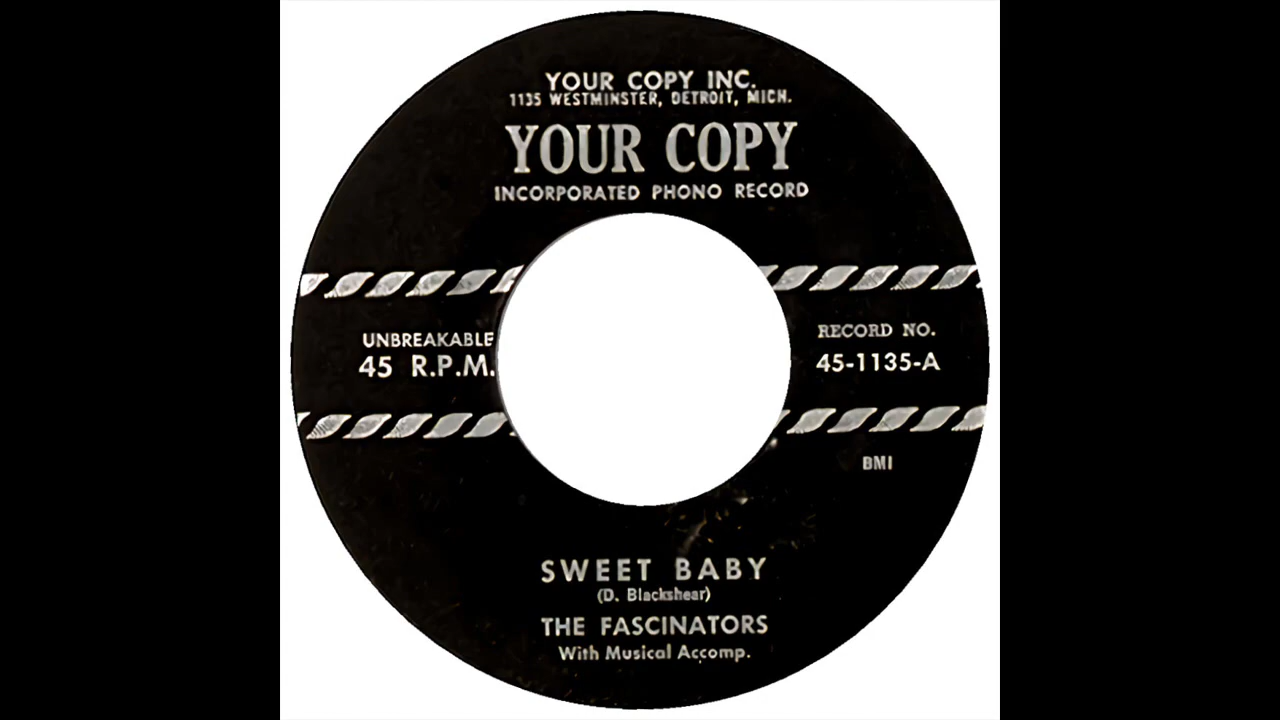 YOUR COPY INC.
1135 WESTMINSTER, DETROIT, MICH.
YOUR COPY
INCORPORATED PHONO RECORD
UNBREAKABLE
45 R.P.M.
RECORD NO.
45-1135-A
BMI
SWEET BABY
(D. Blackshear)
THE FASCINATORS
With Musical Accomp.